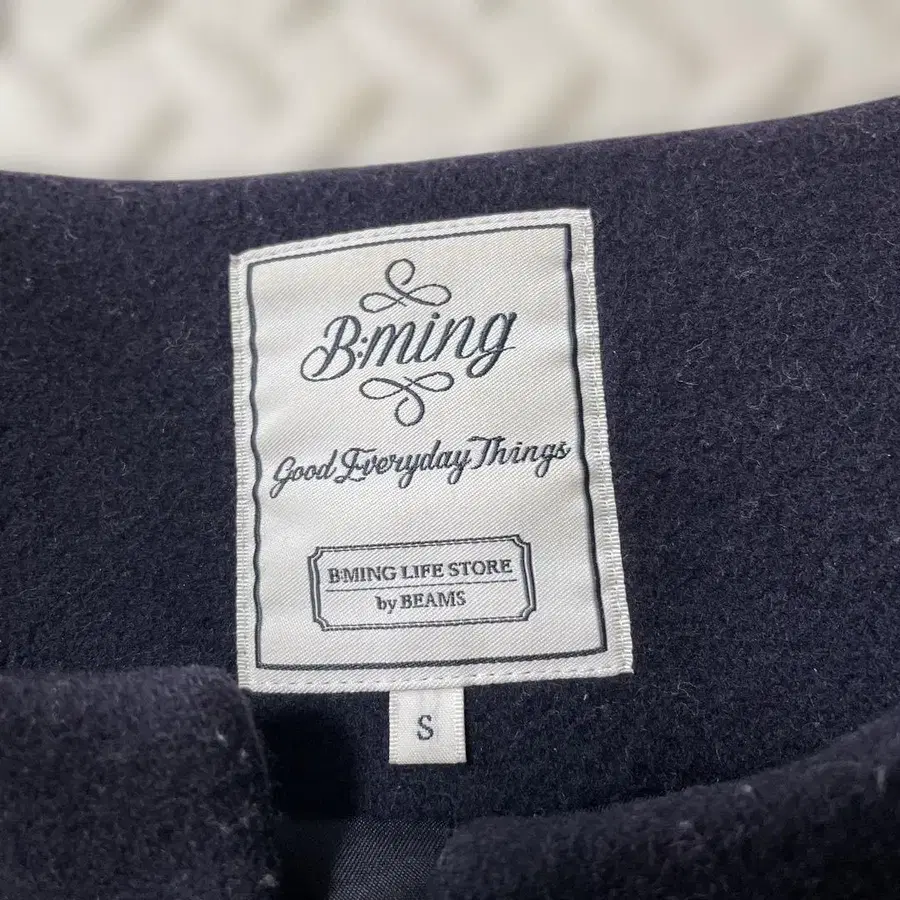 B:ming
Good Everyday Things
B:MING LIFE STORE
by BEAMS
S